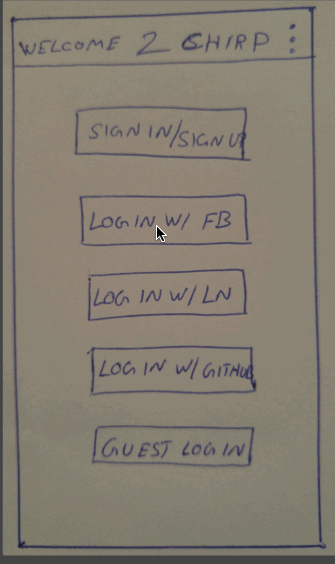 WELCOME 2 CHIRP
SIGN IN/SIGN UP
LOG IN W/ FB
LOG IN W/ LN
LOG IN W/ GITHUB
GUEST LOG IN